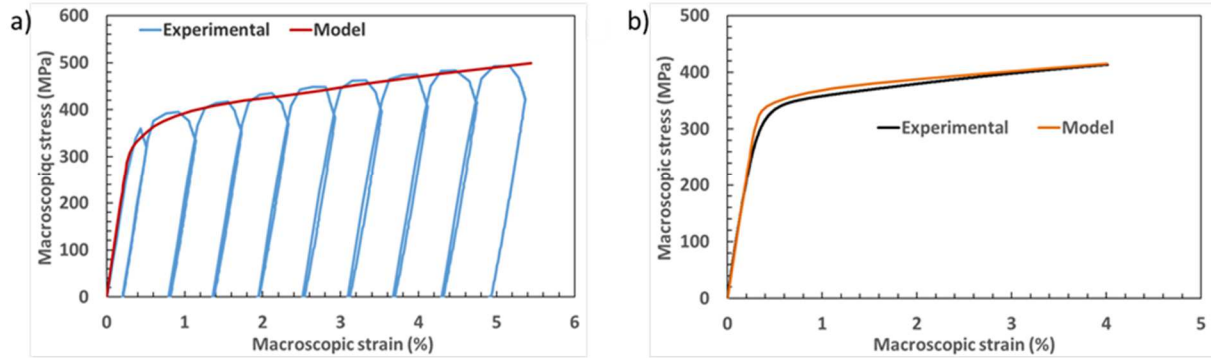 a)
Macroscopiqc stress (MPa)
600
500
400
300
200
100
0
Experimental
Model
0 1 2 3 4 5 6
Macroscopic strain (%)
b)
Macroscopic stress (MPa)
500
400
300
200
100
0
Experimental
Model
0 1 2 3 4 5
Macroscopic strain (%)